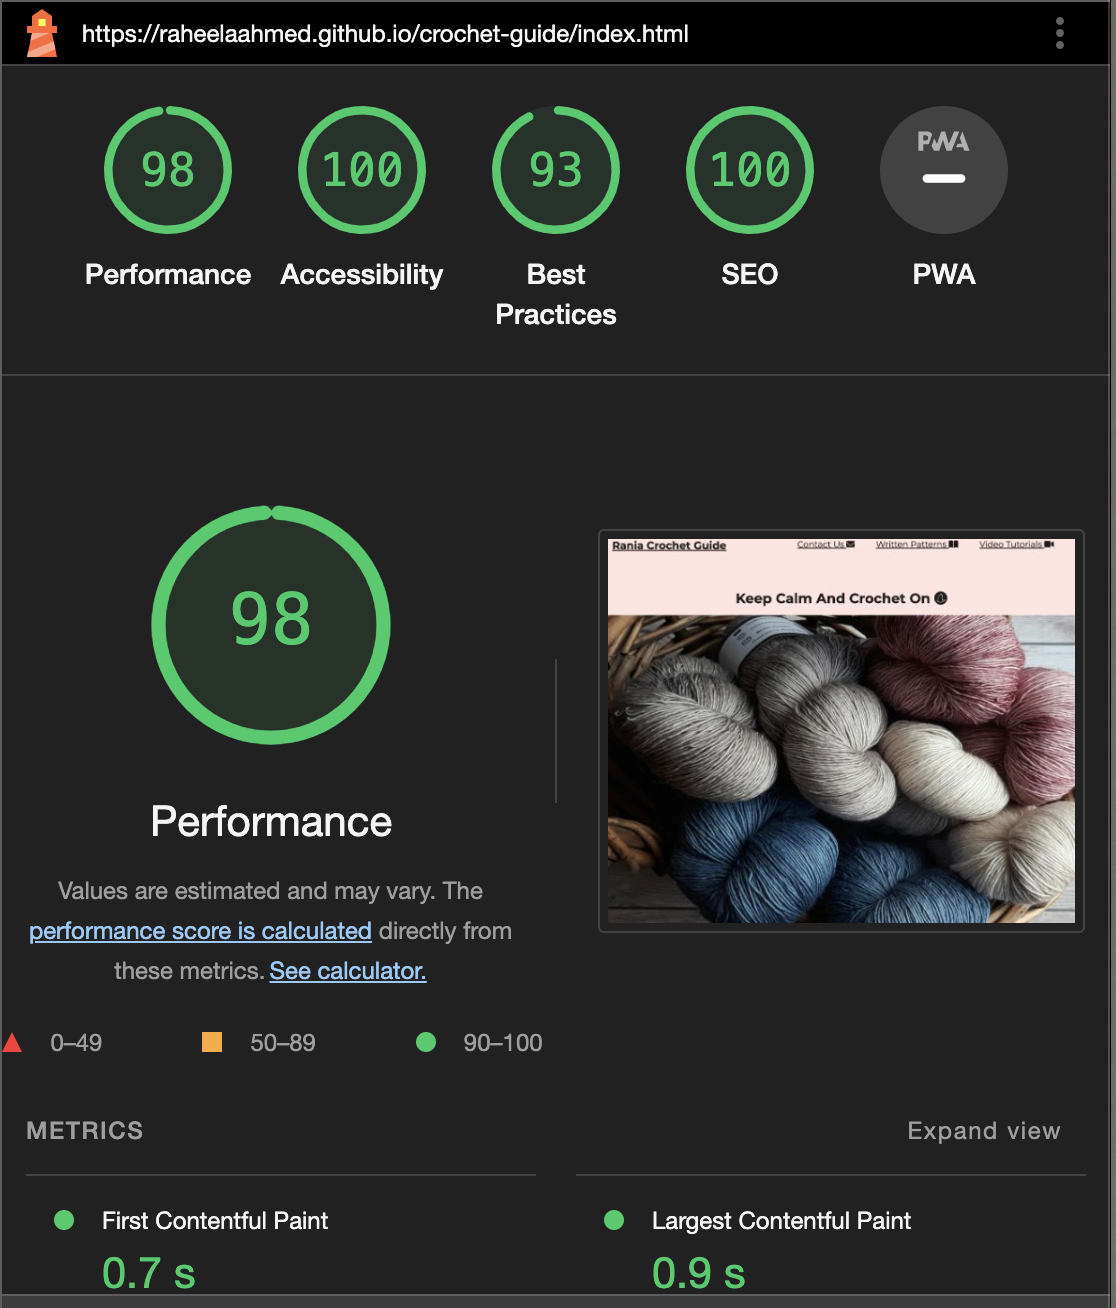 https://raheelaahmed.github.io/crochet-guide/index.html
98
100
93
100
PWA
Performance
Accessibility
Best
Practices
SEO
PWA
98
Performance
Values are estimated and may vary. The
performance score is calculated directly from
these metrics. See calculator.
0–49
50–89
90–100
Rania Crochet Guide
Contact Us
Written Patterns
Video Tutorials
Keep Calm And Crochet On
METRICS
Expand view
First Contentful Paint
0.7 s
Largest Contentful Paint
0.9 s